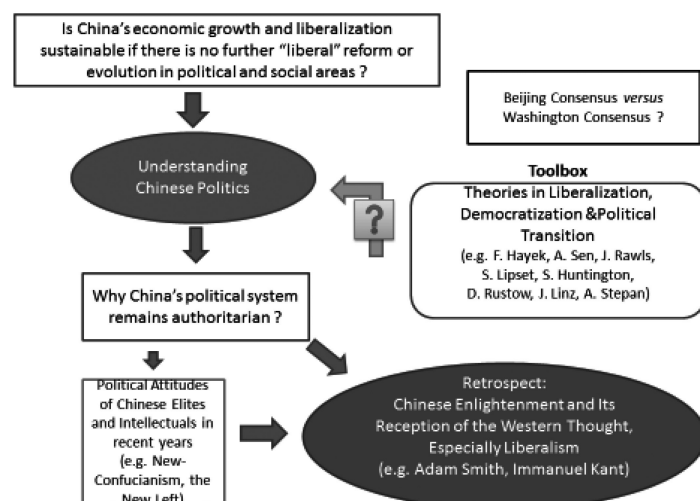 Is China's economic growth and liberalization
sustainable if there is no further “liberal” reform or
evolution in political and social areas ?
Beijing Consensus versus
Washington Consensus ?
Understanding
Chinese Politics
?
Toolbox
Theories in Liberalization,
Democratization &Political
Transition
(e.g. F. Hayek, A. Sen, J. Rawls,
S. Lipset, S. Huntington,
D. Rustow, J. Linz, A. Stepan)
Why China's political system
remains authoritarian ?
Political Attitudes
of Chinese Elites
and Intellectuals in
recent years
(e.g. New-
Confucianism, the
New Left)
Retrospect:
Chinese Enlightenment and Its
Reception of the Western Thought,
Especially Liberalism
(e.g. Adam Smith, Immanuel Kant)